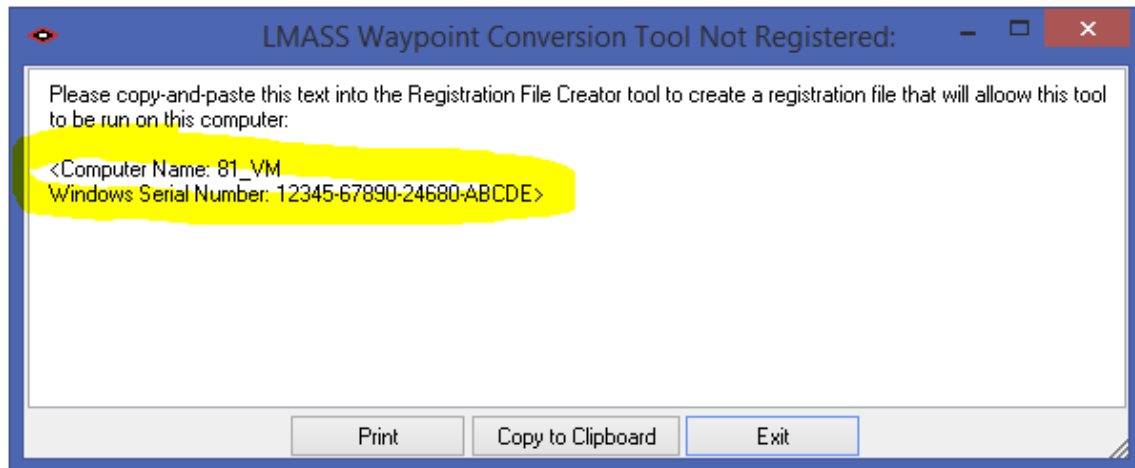 LMASS Waypoint Conversion Tool Not Registered:
Please copy-and-paste this text into the Registration File Creator tool to create a registration file that will alloow this tool
to be run on this computer:
<Computer Name: 81_VM
Windows Serial Number: 12345-67890-24680-ABCDE>
Print Copy to Clipboard Exit